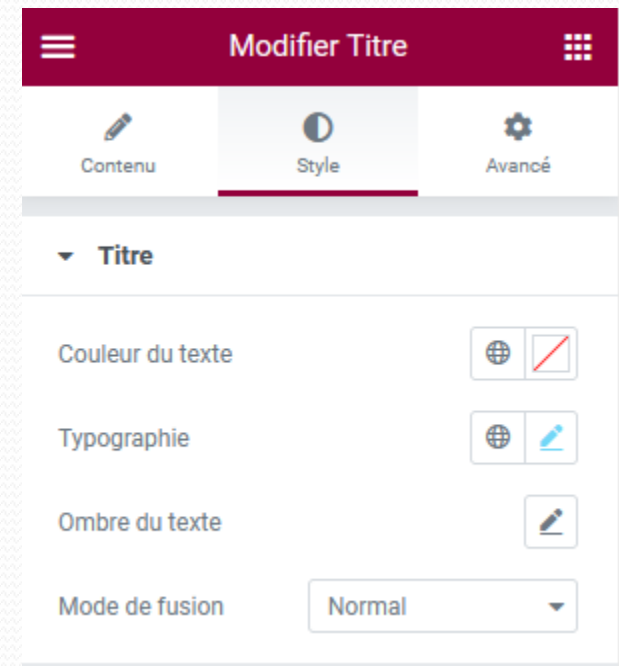 Modifier Titre
Contenu Style Avancé
Titre
Couleur du texte
Typographie
Ombre du texte
Mode de fusion Normal